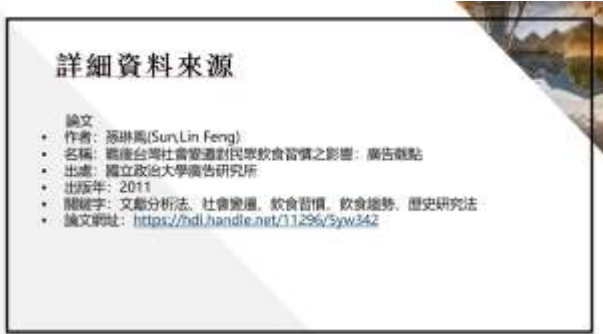 詳細資料來源
論文
• 作者：孫琳鳳(Sun,Lin Feng)
• 名稱：戰後台灣社會變遷對民眾飲食習慣之影響：廣告觀點
• 出處：國立政治大學廣告研究所
• 出版年：2011
• 關鍵字：文獻分析法、社會變遷、飲食習慣、飲食趨勢、歷史研究法
• 論文網址：https://hdl.handle.net/11296/5yw342